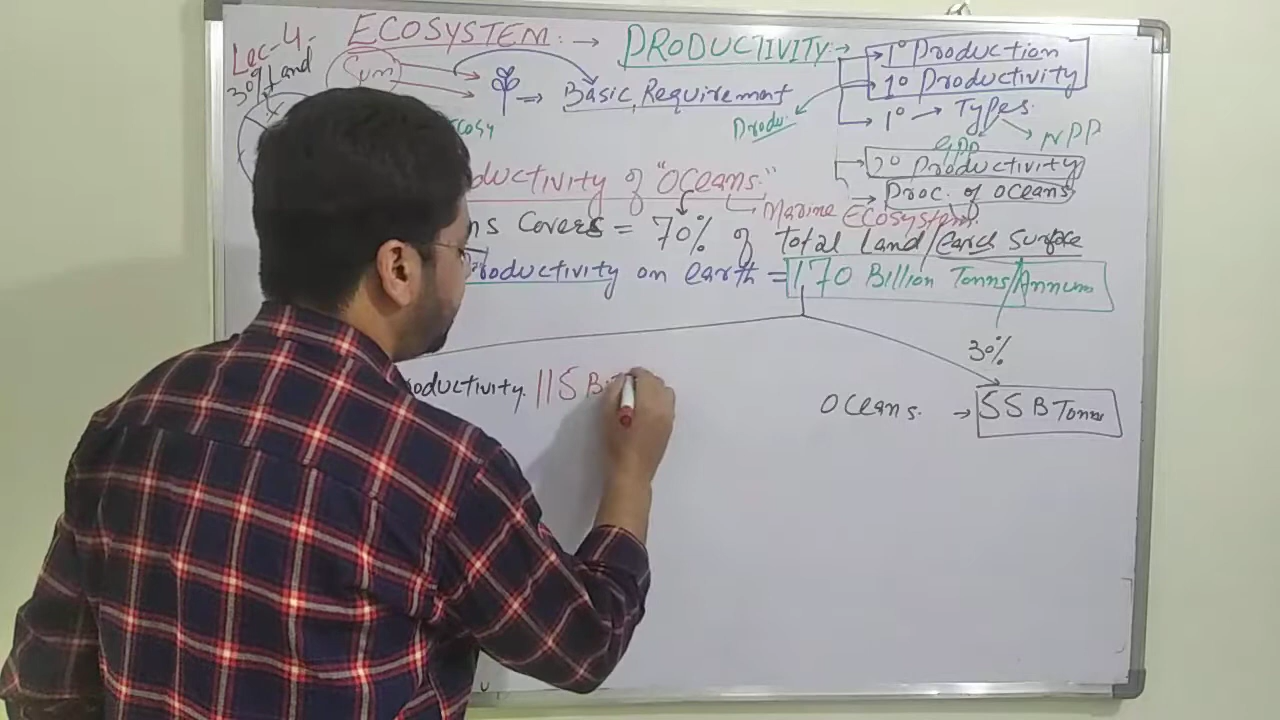 Lec-4.
ECOSYSTEM:- → PRODUCTIVITY:→
1° Production
1° Productivity
30% Land
Sun
→ Basic Requirement
Produ.
1° → Types.
GPP
NPP
Ecosy
2° Productivity
Proc. of oceans
oductivity of "Oceans."
Marine Ecosystem
ns Covers = 70% of Total Land/Earth Surface
Productivity on earth = 170 Billion Tonns/Annum
30%
oductivity. 115 B
Oceans. → 55 B Tonns